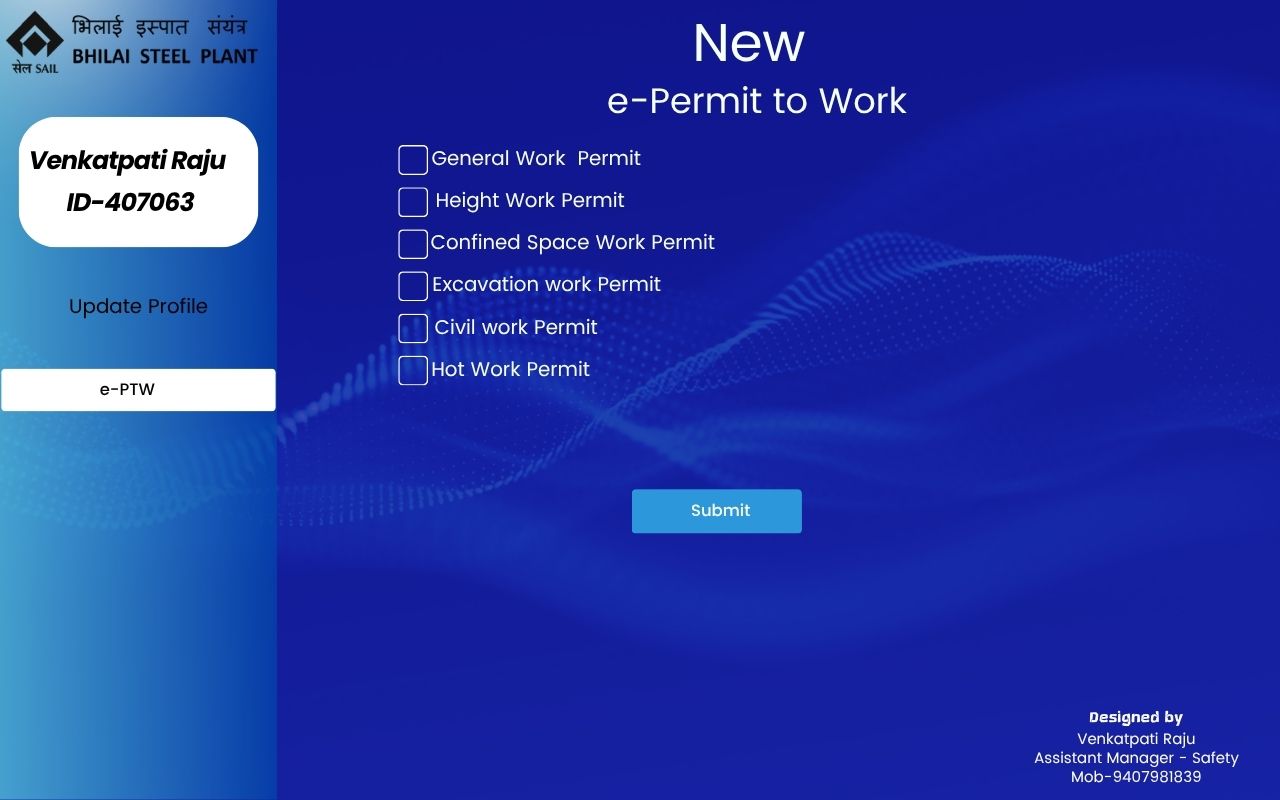 भिलाई इस्पात संयंत्र
BHILAI STEEL PLANT
सेल SAIL
Venkatpati Raju
ID-407063
Update Profile
e-PTW
New
e-Permit to Work
General Work Permit
Height Work Permit
Confined Space Work Permit
Excavation work Permit
Civil work Permit
Hot Work Permit
Submit
Designed by
Venkatpati Raju
Assistant Manager - Safety
Mob-9407981839